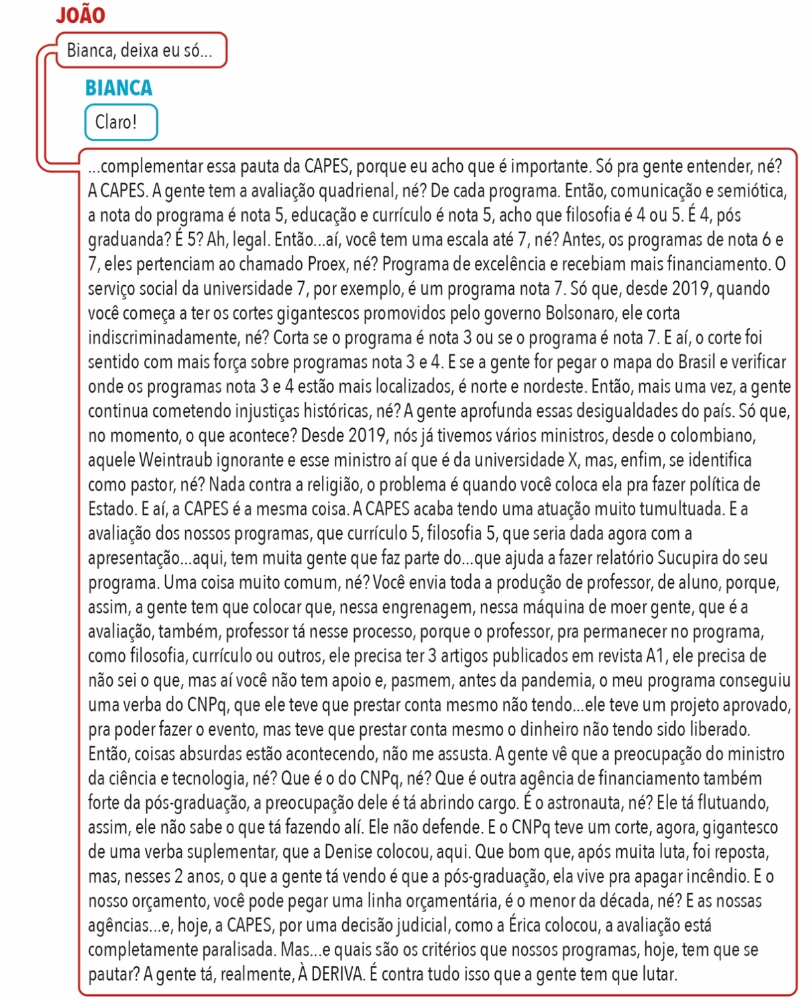 JOÃO
Bianca, deixa eu só...
BIANCA
Claro!
...complementar essa pauta da CAPES, porque eu acho que é importante. Só pra gente entender, né?
A CAPES. A gente tem a avaliação quadrienal, né? De cada programa. Então, comunicação e semiótica,
a nota do programa é nota 5, educação e currículo é nota 5, acho que filosofia é 4 ou 5. É 4, pós
graduanda? É 5? Ah, legal. Então...aí, você tem uma escala até 7, né? Antes, os programas de nota 6 e
7, eles pertenciam ao chamado Proex, né? Programa de excelência e recebiam mais financiamento. O
serviço social da universidade 7, por exemplo, é um programa nota 7. Só que, desde 2019, quando
você começa a ter os cortes gigantescos promovidos pelo governo Bolsonaro, ele corta
indiscriminadamente, né? Corta se o programa é nota 3 ou se o programa é nota 7. E aí, o corte foi
sentido com mais força sobre programas nota 3 e 4. E se a gente for pegar o mapa do Brasil e verificar
onde os programas nota 3 e 4 estão mais localizados, é norte e nordeste. Então, mais uma vez, a gente
continua cometendo injustiças históricas, né? A gente aprofunda essas desigualdades do país. Só que,
no momento, o que acontece? Desde 2019, nós já tivemos vários ministros, desde o colombiano,
aquele Weintraub ignorante e esse ministro aí que é da universidade X, mas, enfim, se identifica
como pastor, né? Nada contra a religião, o problema é quando você coloca ela pra fazer política de
Estado. E aí, a CAPES é a mesma coisa. A CAPES acaba tendo uma atuação muito tumultuada. E a
avaliação dos nossos programas, que currículo 5, filosofia 5, que seria dada agora com a
apresentação...aqui, tem muita gente que faz parte do...que ajuda a fazer relatório Sucupira do seu
programa. Uma coisa muito comum, né? Você envia toda a produção de professor, de aluno, porque,
assim, a gente tem que colocar que, nessa engrenagem, nessa máquina de moer gente, que é a
avaliação, também, professor tá nesse processo, porque o professor, pra permanecer no programa,
como filosofia, currículo ou outros, ele precisa ter 3 artigos publicados em revista A1, ele precisa de
não sei o que, mas aí você não tem apoio e, pasmem, antes da pandemia, o meu programa conseguiu
uma verba do CNPq, que ele teve que prestar conta mesmo não tendo...ele teve um projeto aprovado,
pra poder fazer o evento, mas teve que prestar conta mesmo o dinheiro não tendo sido liberado.
Então, coisas absurdas estão acontecendo, não me assusta. A gente vê que a preocupação do ministro
da ciência e tecnologia, né? Que é o do CNPq, né? Que é outra agência de financiamento também
forte da pós-graduação, a preocupação dele é tá abrindo cargo. É o astronauta, né? Ele tá flutuando,
assim, ele não sabe o que tá fazendo alí. Ele não defende. E o CNPq teve um corte, agora, gigantesco
de uma verba suplementar, que a Denise colocou, aqui. Que bom que, após muita luta, foi reposta,
mas, nesses 2 anos, o que a gente tá vendo é que a pós-graduação, ela vive pra apagar incêndio. E o
nosso orçamento, você pode pegar uma linha orçamentária, é o menor da década, né? E as nossas
agências...e, hoje, a CAPES, por uma decisão judicial, como a Érica colocou, a avaliação está
completamente paralisada. Mas...e quais são os critérios que nossos programas, hoje, tem que se
pautar? A gente tá, realmente, À DERIVA. É contra tudo isso que a gente tem que lutar.